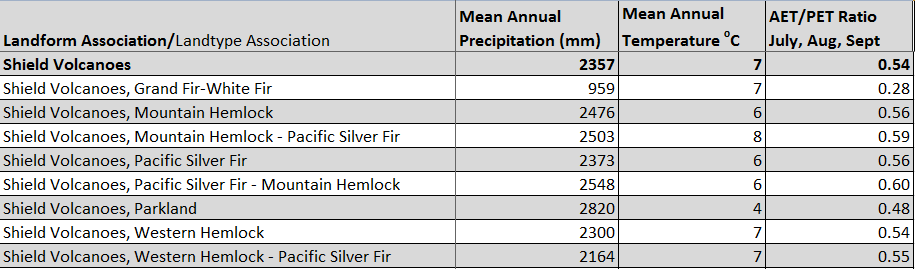 Landform Association/Landtype Association Mean Annual Precipitation (mm) Mean Annual Temperature °C AET/PET Ratio July, Aug, Sept
Shield Volcanoes 2357 7 0.54
Shield Volcanoes, Grand Fir-White Fir 959 7 0.28
Shield Volcanoes, Mountain Hemlock 2476 6 0.56
Shield Volcanoes, Mountain Hemlock - Pacific Silver Fir 2503 8 0.59
Shield Volcanoes, Pacific Silver Fir 2373 6 0.56
Shield Volcanoes, Pacific Silver Fir - Mountain Hemlock 2548 6 0.60
Shield Volcanoes, Parkland 2820 4 0.48
Shield Volcanoes, Western Hemlock 2300 7 0.54
Shield Volcanoes, Western Hemlock - Pacific Silver Fir 2164 7 0.55